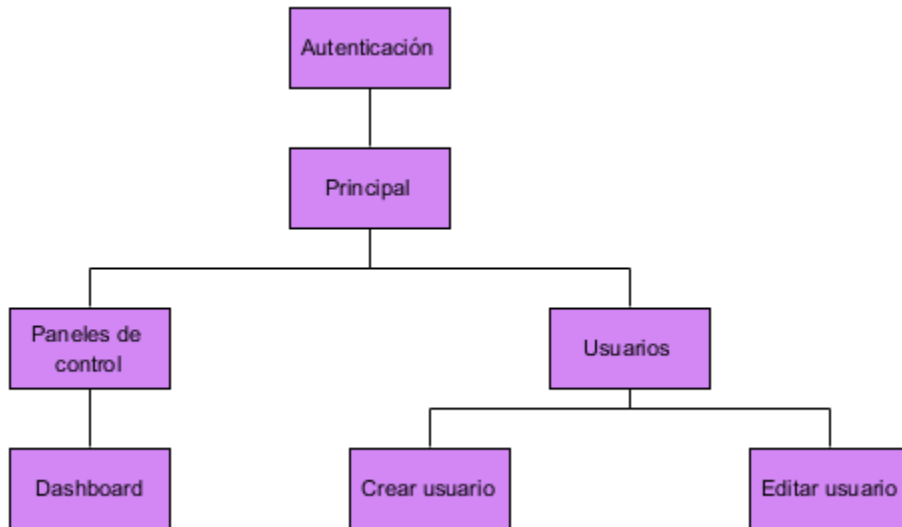 Autenticación
Principal
Paneles de
control
Usuarios
Dashboard
Crear usuario
Editar usuario